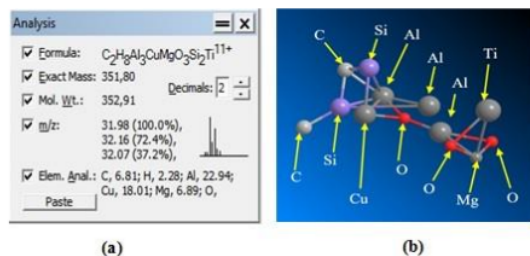 Analysis
Formula: C2H8Al3CuMgO3Si2Ti11+
Exact Mass: 351,80
Mol. Wt.: 352,91
Decimals: 2
m/z: 31.98 (100.0%),
32.16 (72.4%),
32.07 (37.2%),
Elem. Anal.: C, 6.81; H, 2.28; Al, 22.94;
Cu, 18.01; Mg, 6.89; O,
Paste
(a)
Si
C
Al
Al
Al
Ti
Si
C
Cu
O
O
Mg
O
(b)